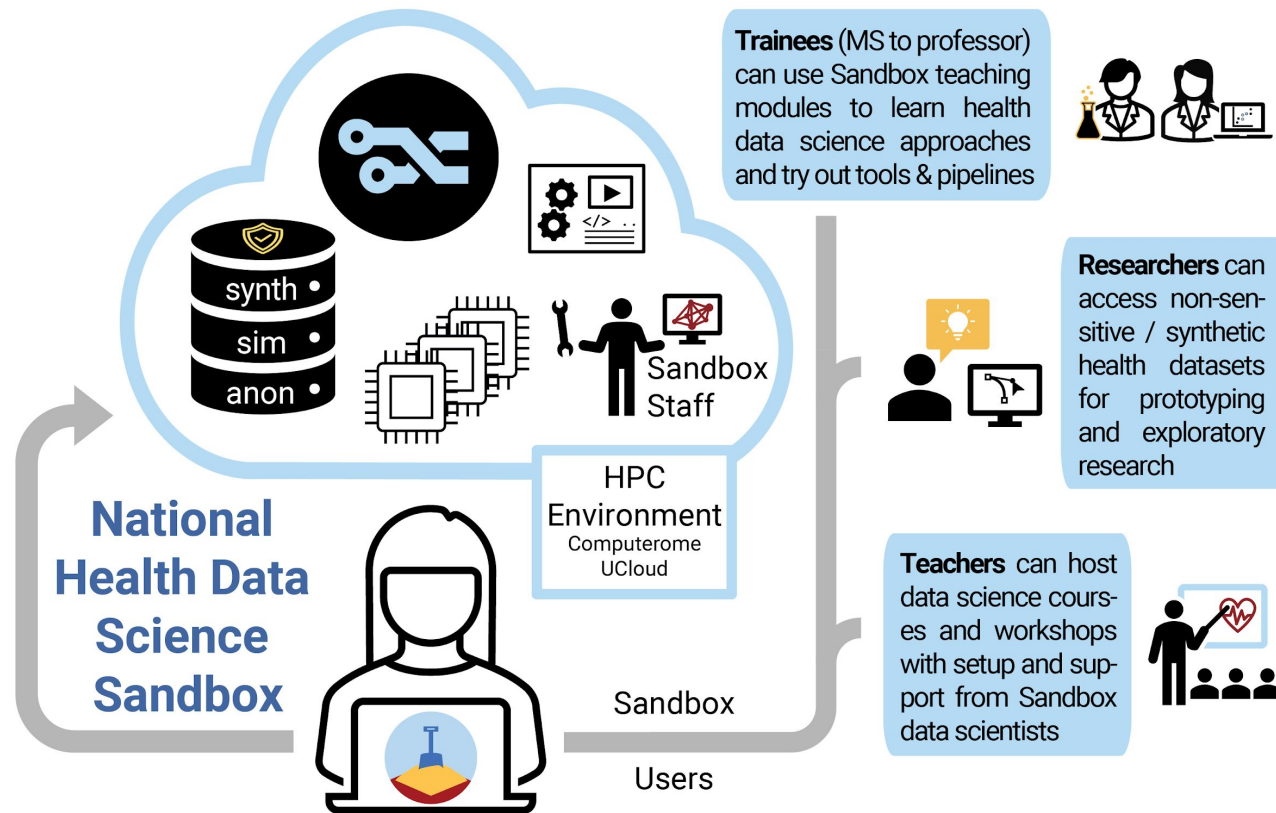 synth
sim
anon
</> ..
Sandbox
Staff
HPC
Environment
Computerome
UCloud
National
Health Data
Science
Sandbox
Sandbox
Users
Trainees (MS to professor)
can use Sandbox teaching
modules to learn health
data science approaches
and try out tools & pipelines
Researchers can
access non-sen-
sitive / synthetic
health datasets
for prototyping
and exploratory
research
Teachers can host
data science cours-
es and workshops
with setup and sup-
port from Sandbox
data scientists